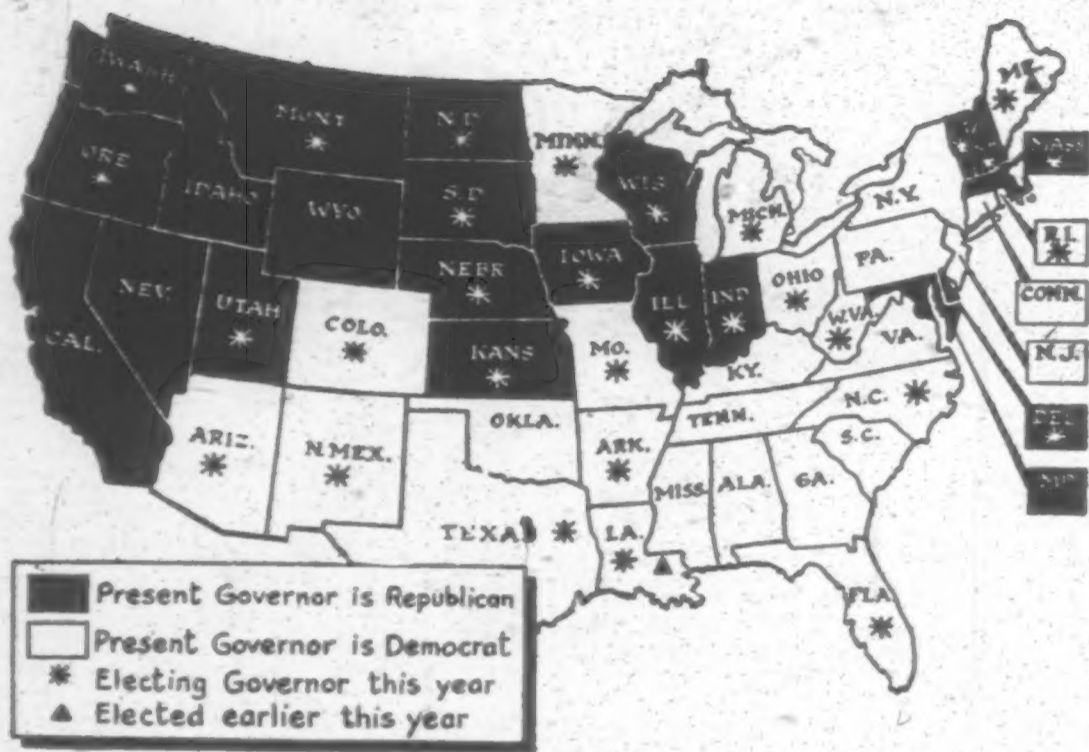 WASH.
MONT
N.D
MINN.
ME.
ORE
IDAHO
WYO.
S.D
WIS.
MICH.
N.Y.
MASS
R.I.
CONN.
N.J.
DEL
MD
NEV.
UTAH
COLO.
NEBR
IOWA
ILL
IND
OHIO
PA.
W.VA.
VA.
CAL.
KANS
MO.
KY.
N.C.
ARIZ.
N.MEX.
OKLA.
ARK.
TENN.
S.C.
MISS.
ALA.
GA.
TEXAS
LA.
FLA.
Present Governor is Republican
Present Governor is Democrat
Electing Governor this year
Elected earlier this year